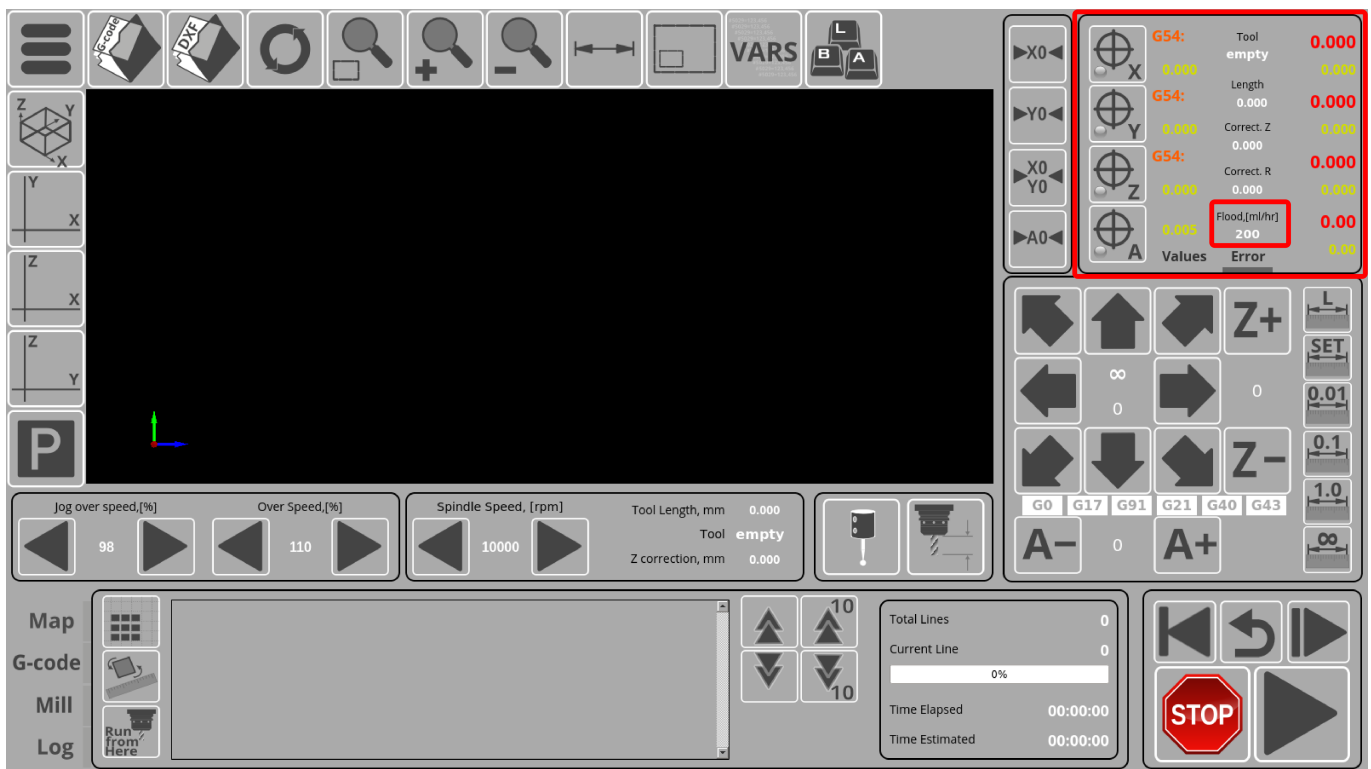 G-code
DXF
VARS
L
B
A
Z
Y
X
Y
X
Z
X
Z
Y
P
X0
Y0
X0
Y0
A0
X
G54:
0.000
Tool
empty
0.000
0.000
Y
G54:
0.000
Length
0.000
0.000
0.000
Correct. Z
0.000
Z
G54:
0.000
Correct. R
0.000
0.000
0.000
A
0.005
Flood,[ml/hr]
200
0.00
0.00
Values Error
Z+
L
SET
∞
0
0
0.01
Z-
0.1
G0 G17 G91 G21 G40 G43
1.0
A- 0 A+
∞
Jog over speed,[%]
98
Over Speed,[%]
110
Spindle Speed, [rpm]
10000
Tool Length, mm 0.000
Tool empty
Z correction, mm 0.000
Map
G-code
Mill
Log
Run
from
Here
10
10
Total Lines 0
Current Line 0
0%
Time Elapsed 00:00:00
Time Estimated 00:00:00
STOP